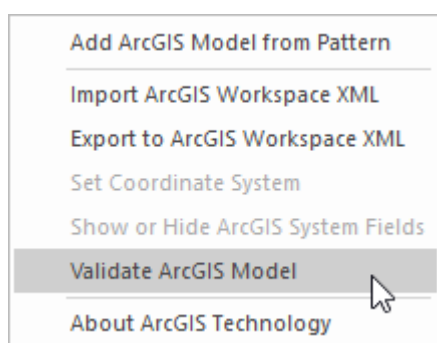 Add ArcGIS Model from Pattern
Import ArcGIS Workspace XML
Export to ArcGIS Workspace XML
Set Coordinate System
Show or Hide ArcGIS System Fields
Validate ArcGIS Model
About ArcGIS Technology